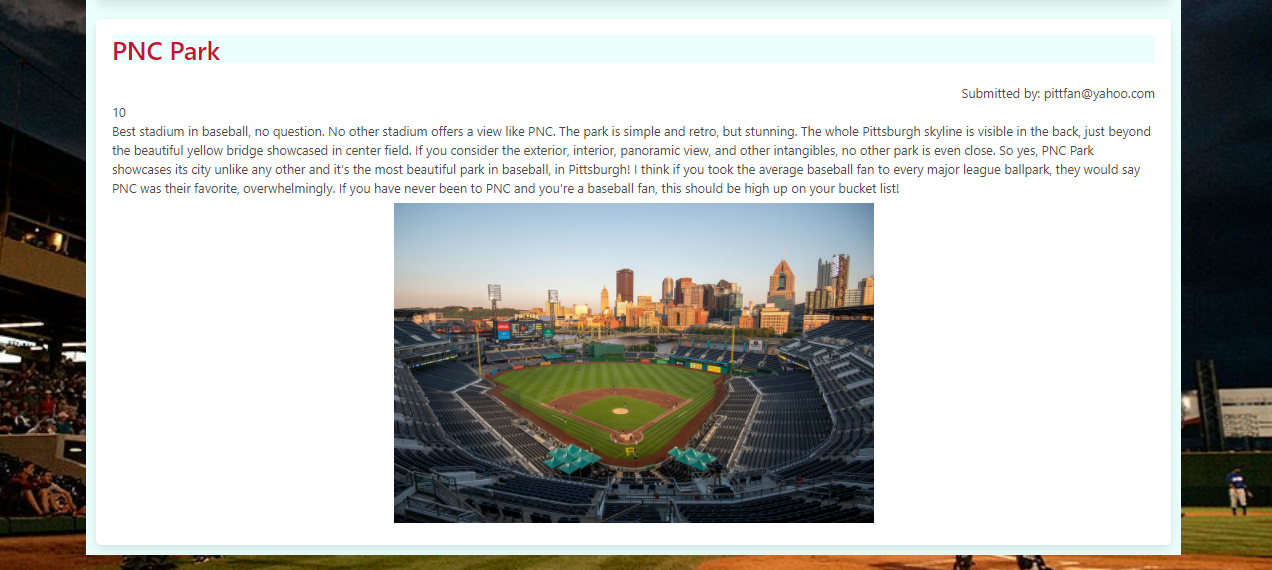 PNC Park
Submitted by: pittfan@yahoo.com
10
Best stadium in baseball, no question. No other stadium offers a view like PNC. The park is simple and retro, but stunning. The whole Pittsburgh skyline is visible in the back, just beyond
the beautiful yellow bridge showcased in center field. If you consider the exterior, interior, panoramic view, and other intangibles, no other park is even close. So yes, PNC Park
showcases its city unlike any other and it's the most beautiful park in baseball, in Pittsburgh! I think if you took the average baseball fan to every major league ballpark, they would say
PNC was their favorite, overwhelmingly. If you have never been to PNC and you're a baseball fan, this should be high up on your bucket list!